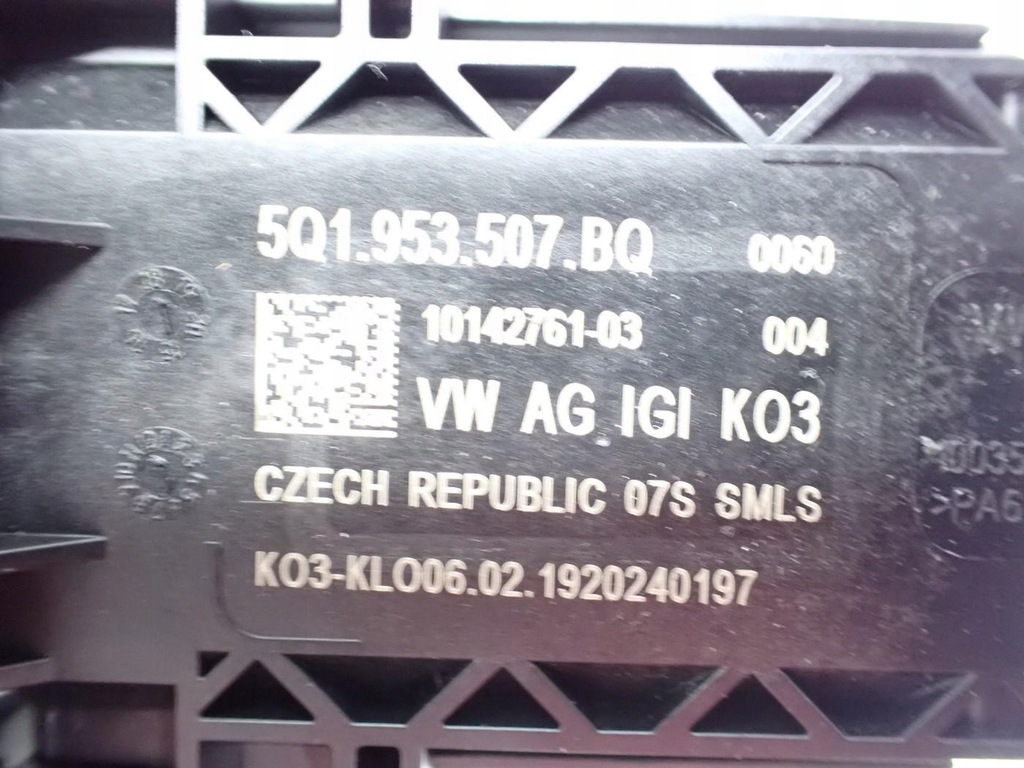 5Q1.953.507.BQ 0060
10142761-03 004
VW AG IGI KO3
CZECH REPUBLIC 07S SMLS
KO3-KLO06.02.1920240197
>PA6